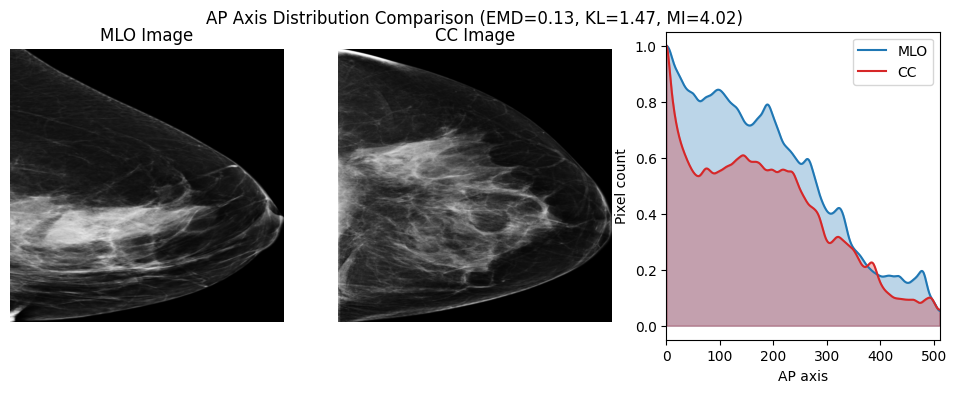 AP Axis Distribution Comparison (EMD=0.13, KL=1.47, MI=4.02)
MLO Image
CC Image
MLO
CC
Pixel count
1.0
0.8
0.6
0.4
0.2
0.0
0 100 200 300 400 500
AP axis